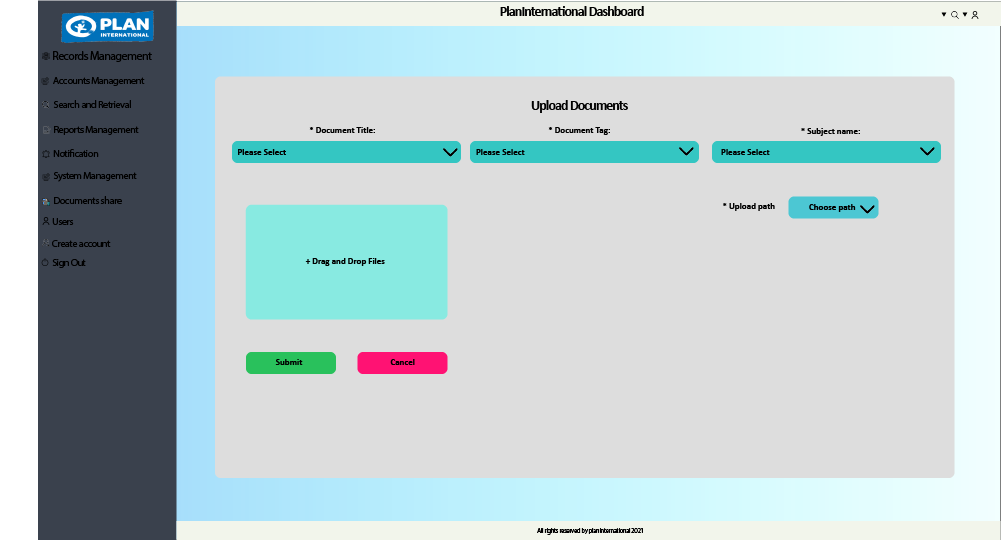 PlanInternational Dashboard
PLAN
INTERNATIONAL
Records Management
Accounts Management
Search and Retrieval
Reports Management
Notification
System Management
Documents share
Users
Create account
Sign Out
Upload Documents
* Document Title:
* Document Tag:
* Subject name:
Please Select
Please Select
Please Select
* Upload path
Choose path
+ Drag and Drop Files
Submit
Cancel
All rights reserved by planinternational 2021